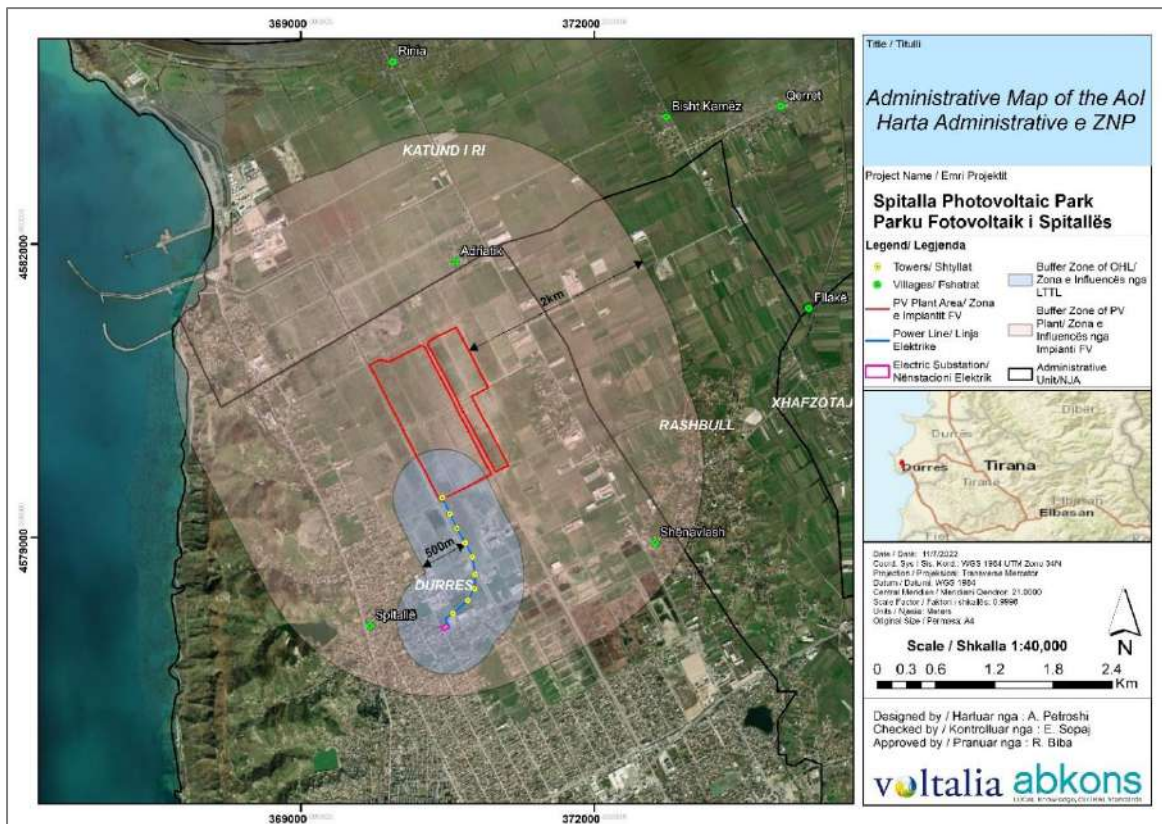 369000
372000
4582000
4579000
369000
372000
Rinia
Bisht Kamëz
Qerret
KATUND I RI
Adriatik
2km
Fllakë
XHAFZOTAJ
RASHBULL
Shënavlash
500m
DURRES
Spitallë
Title / Titulli
Administrative Map of the AoI
Harta Administrative e ZNP
Project Name / Emri Projektit
Spitalla Photovoltaic Park
Parku Fotovoltaik i Spitallës
Legend/ Legjenda
Towers/ Shtyllat
Villages/ Fshatrat
PV Plant Area/ Zona
e Impiantit FV
Power Line/ Linja
Elektrike
Electric Substation/
Nënstacioni Elektrik
Buffer Zone of OHL/
Zona e Influencës nga
LTTL
Buffer Zone of PV
Plant/ Zona e
Influencës nga
Impianti FV
Administrative
Unit/NJA
Dibër
Durrës
Durres
Tirana
Tirane
Elbasan
Elbasan
Fier
Date / Datë: 11/7/2022
Coord. Sys / Sis. Kord.: WGS 1984 UTM Zone 34N
Projection / Projeksioni: Transverse Mercator
Datum / Datumi: WGS 1984
Central Meridian / Meridiani Qendror: 21.0000
Scale Factor / Faktori i shkallës: 0.9996
Units / Njësia: Meters
Original Size / Permasa: A4
N
Scale / Shkalla 1:40,000
0 0.3 0.6 1.2 1.8 2.4
Km
Designed by / Hartuar nga : A. Petroshi
Checked by / Kontrolluar nga : E. Sopaj
Approved by / Pranuar nga : R. Biba
voltalia abkons